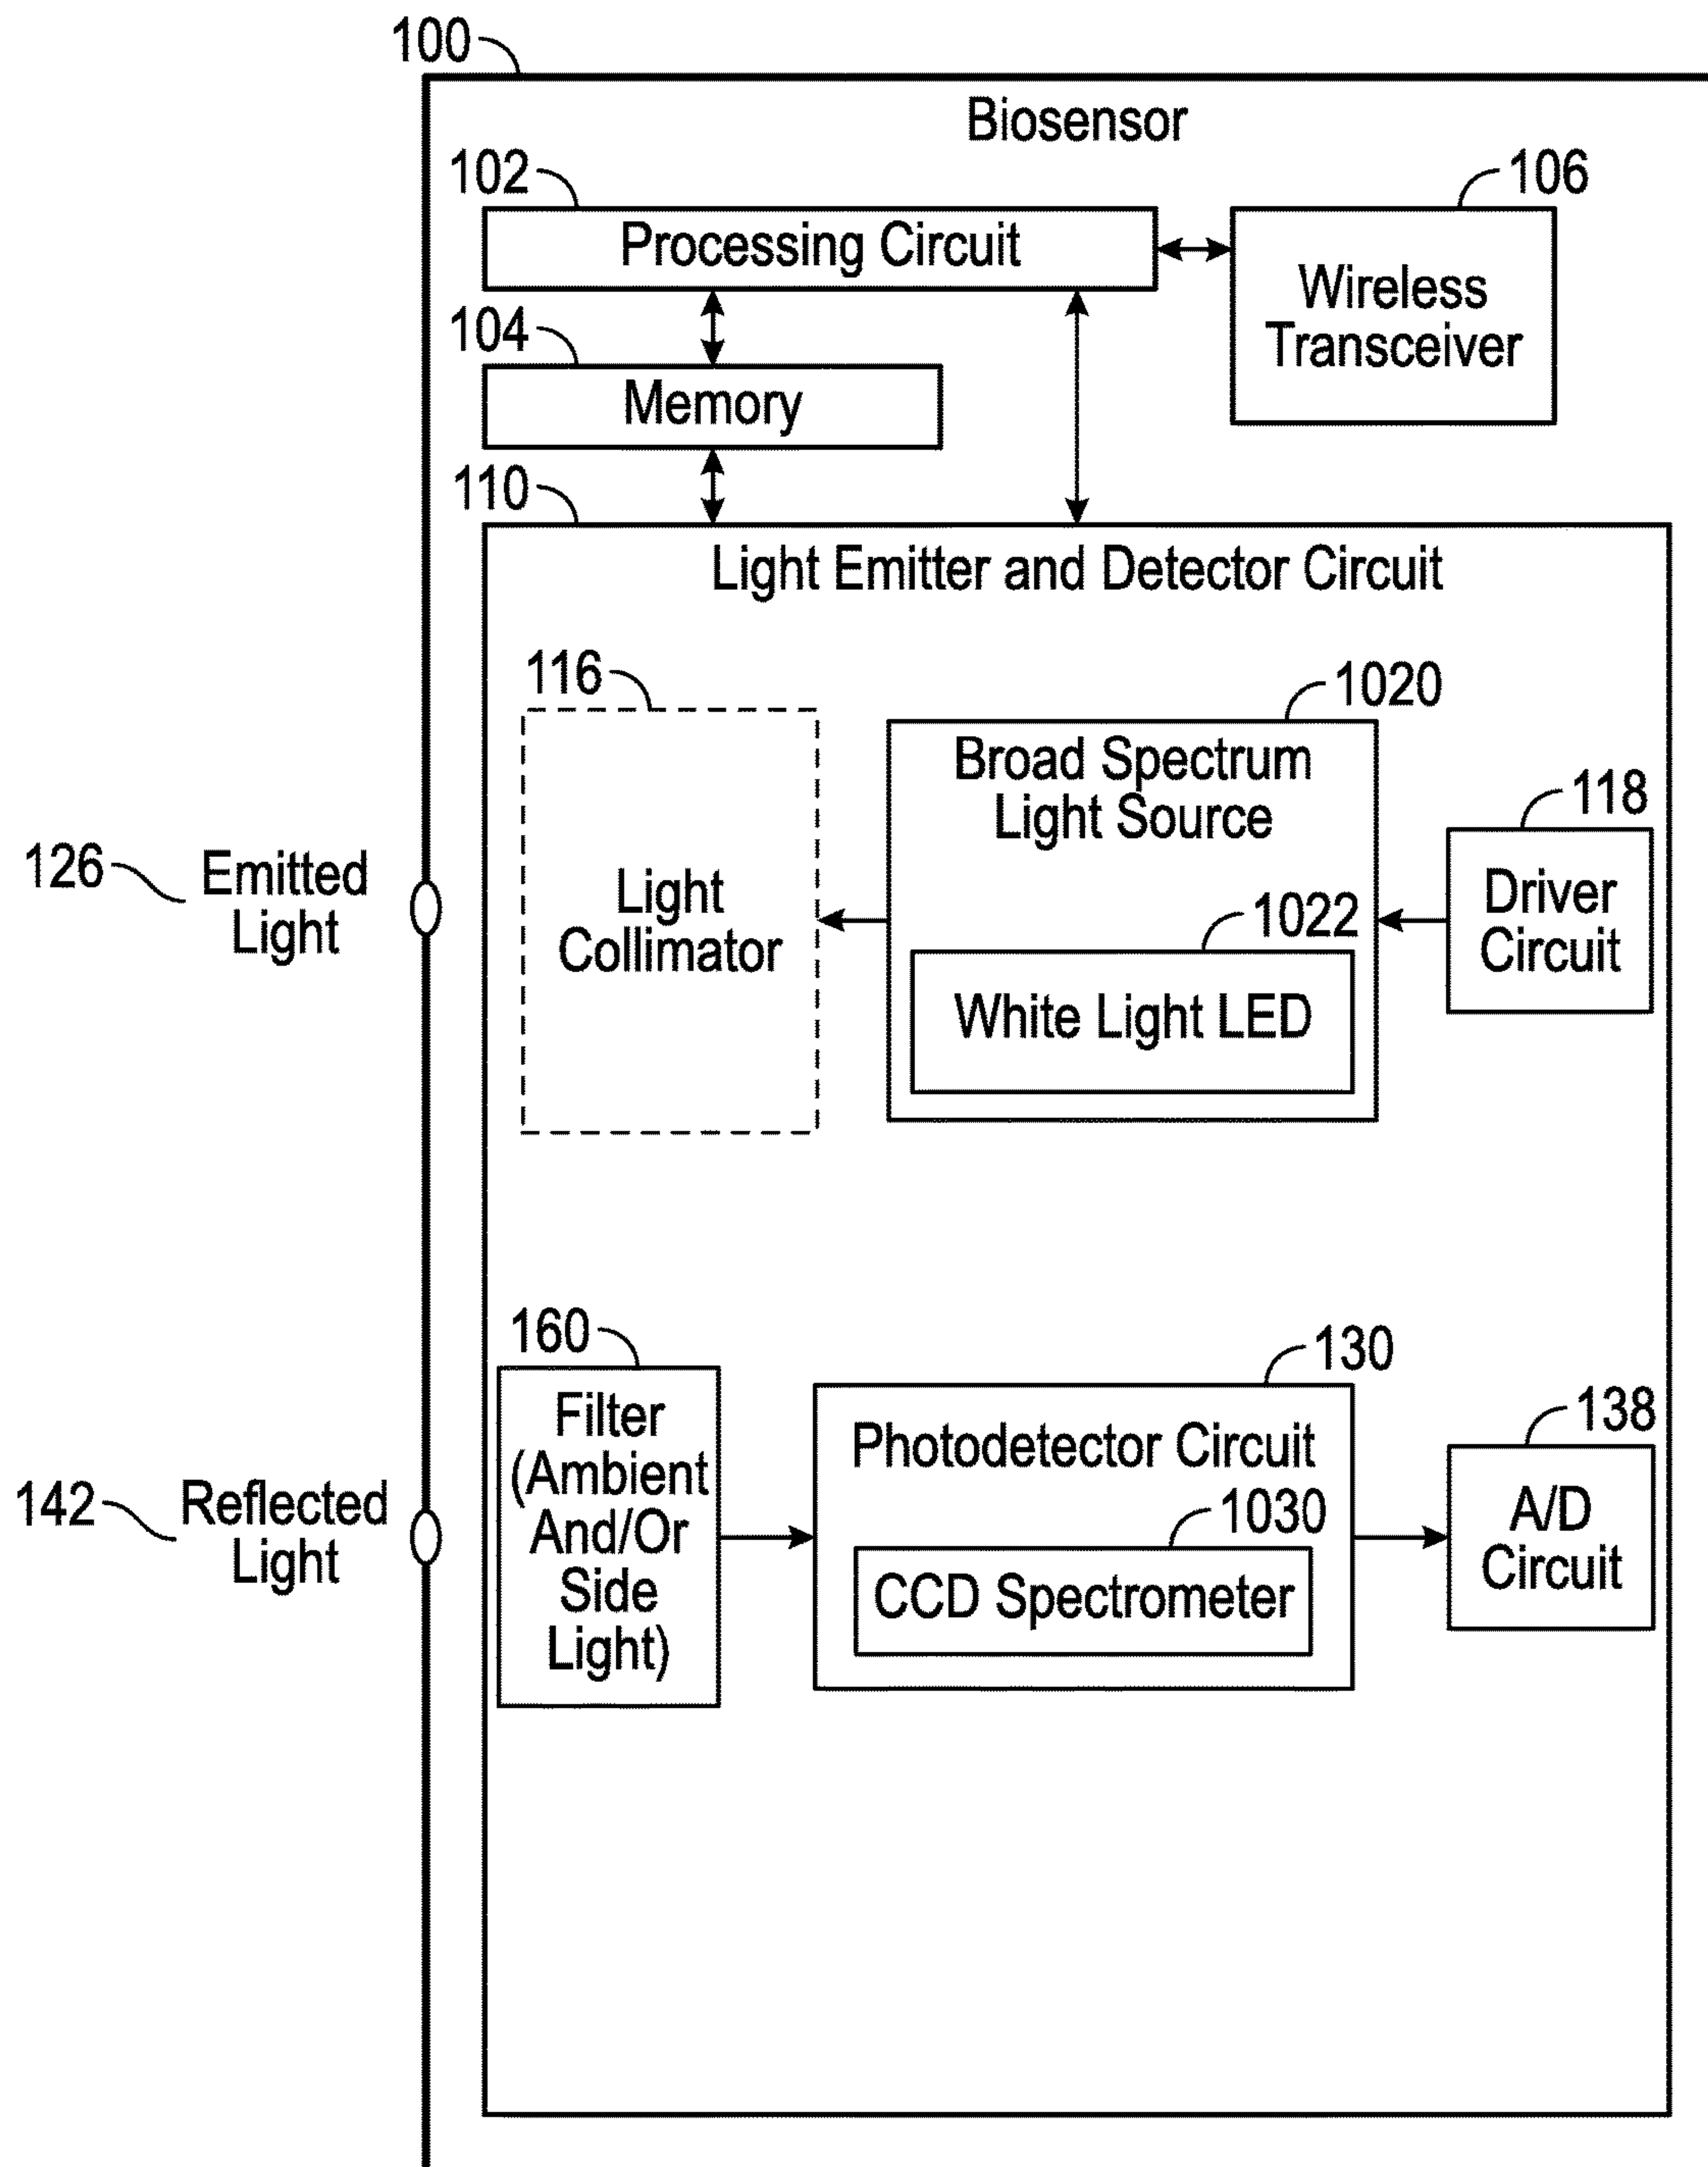 100
Biosensor
102
106
Processing Circuit
Wireless
Transceiver
104
Memory
110
Light Emitter and Detector Circuit
116
1020
Broad Spectrum
Light Source
118
126
Emitted
Light
Light
Collimator
1022
White Light LED
Driver
Circuit
160
130
138
142
Reflected
Light
Filter
(Ambient
And/Or
Side
Light)
Photodetector Circuit
1030
CCD Spectrometer
A/D
Circuit